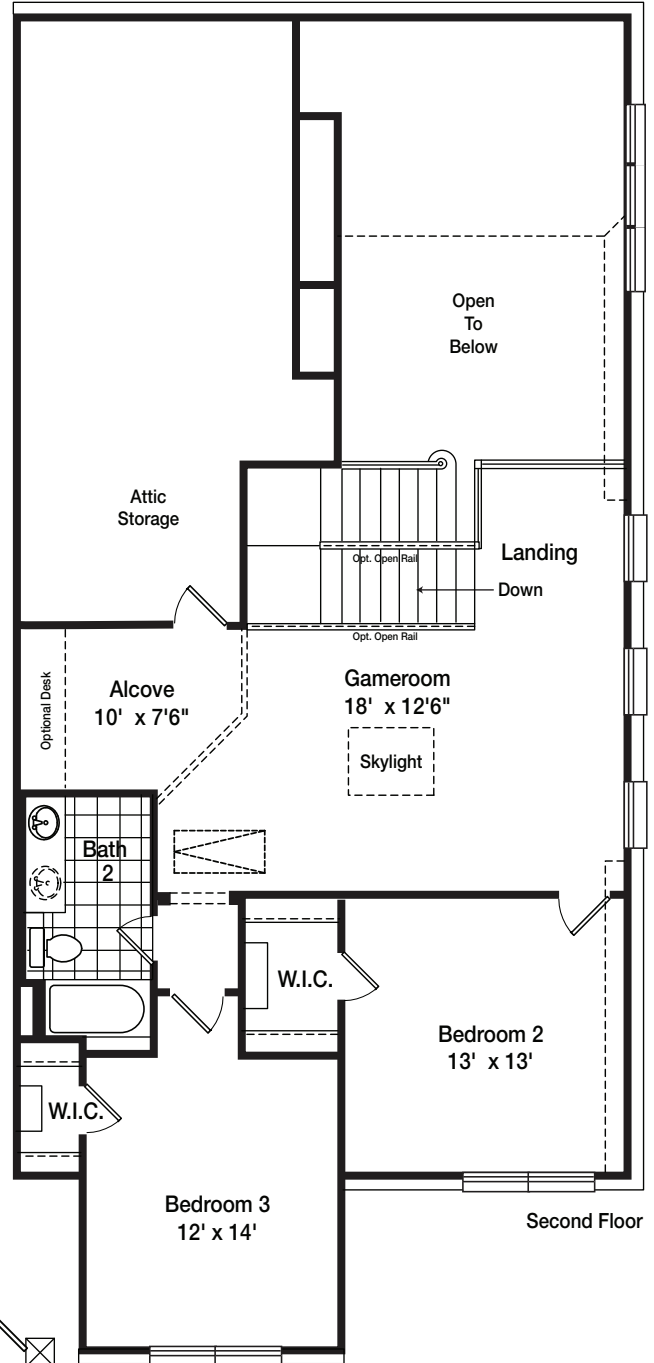 Open
To
Below
Attic
Storage
Landing
Opt. Open Rail
Down
Opt. Open Rail
Optional Desk
Alcove
10' x 7'6"
Gameroom
18' x 12'6"
Skylight
Bath
2
W.I.C.
Bedroom 2
13' x 13'
W.I.C.
Bedroom 3
12' x 14'
Second Floor